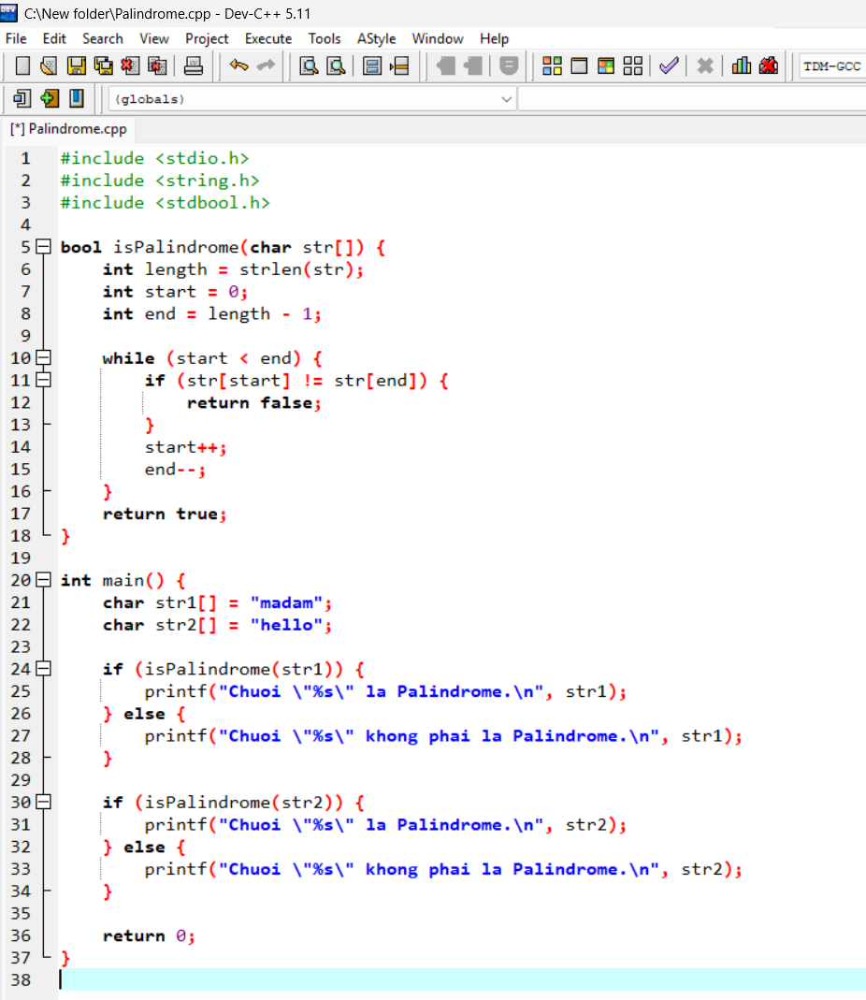 C:\New folder\Palindrome.cpp - Dev-C++ 5.11
File Edit Search View Project Execute Tools AStyle Window Help
TDM-GCC
(globals)
[*] Palindrome.cpp
1 #include <stdio.h>
2 #include <string.h>
3 #include <stdbool.h>
4
5 bool isPalindrome(char str[]) {
6     int length = strlen(str);
7     int start = 0;
8     int end = length - 1;
9
10     while (start < end) {
11         if (str[start] != str[end]) {
12             return false;
13         }
14         start++;
15         end--;
16     }
17     return true;
18 }
19
20 int main() {
21     char str1[] = "madam";
22     char str2[] = "hello";
23
24     if (isPalindrome(str1)) {
25         printf("Chuoi \"%s\" la Palindrome.\n", str1);
26     } else {
27         printf("Chuoi \"%s\" khong phai la Palindrome.\n", str1);
28     }
29
30     if (isPalindrome(str2)) {
31         printf("Chuoi \"%s\" la Palindrome.\n", str2);
32     } else {
33         printf("Chuoi \"%s\" khong phai la Palindrome.\n", str2);
34     }
35
36     return 0;
37 }
38